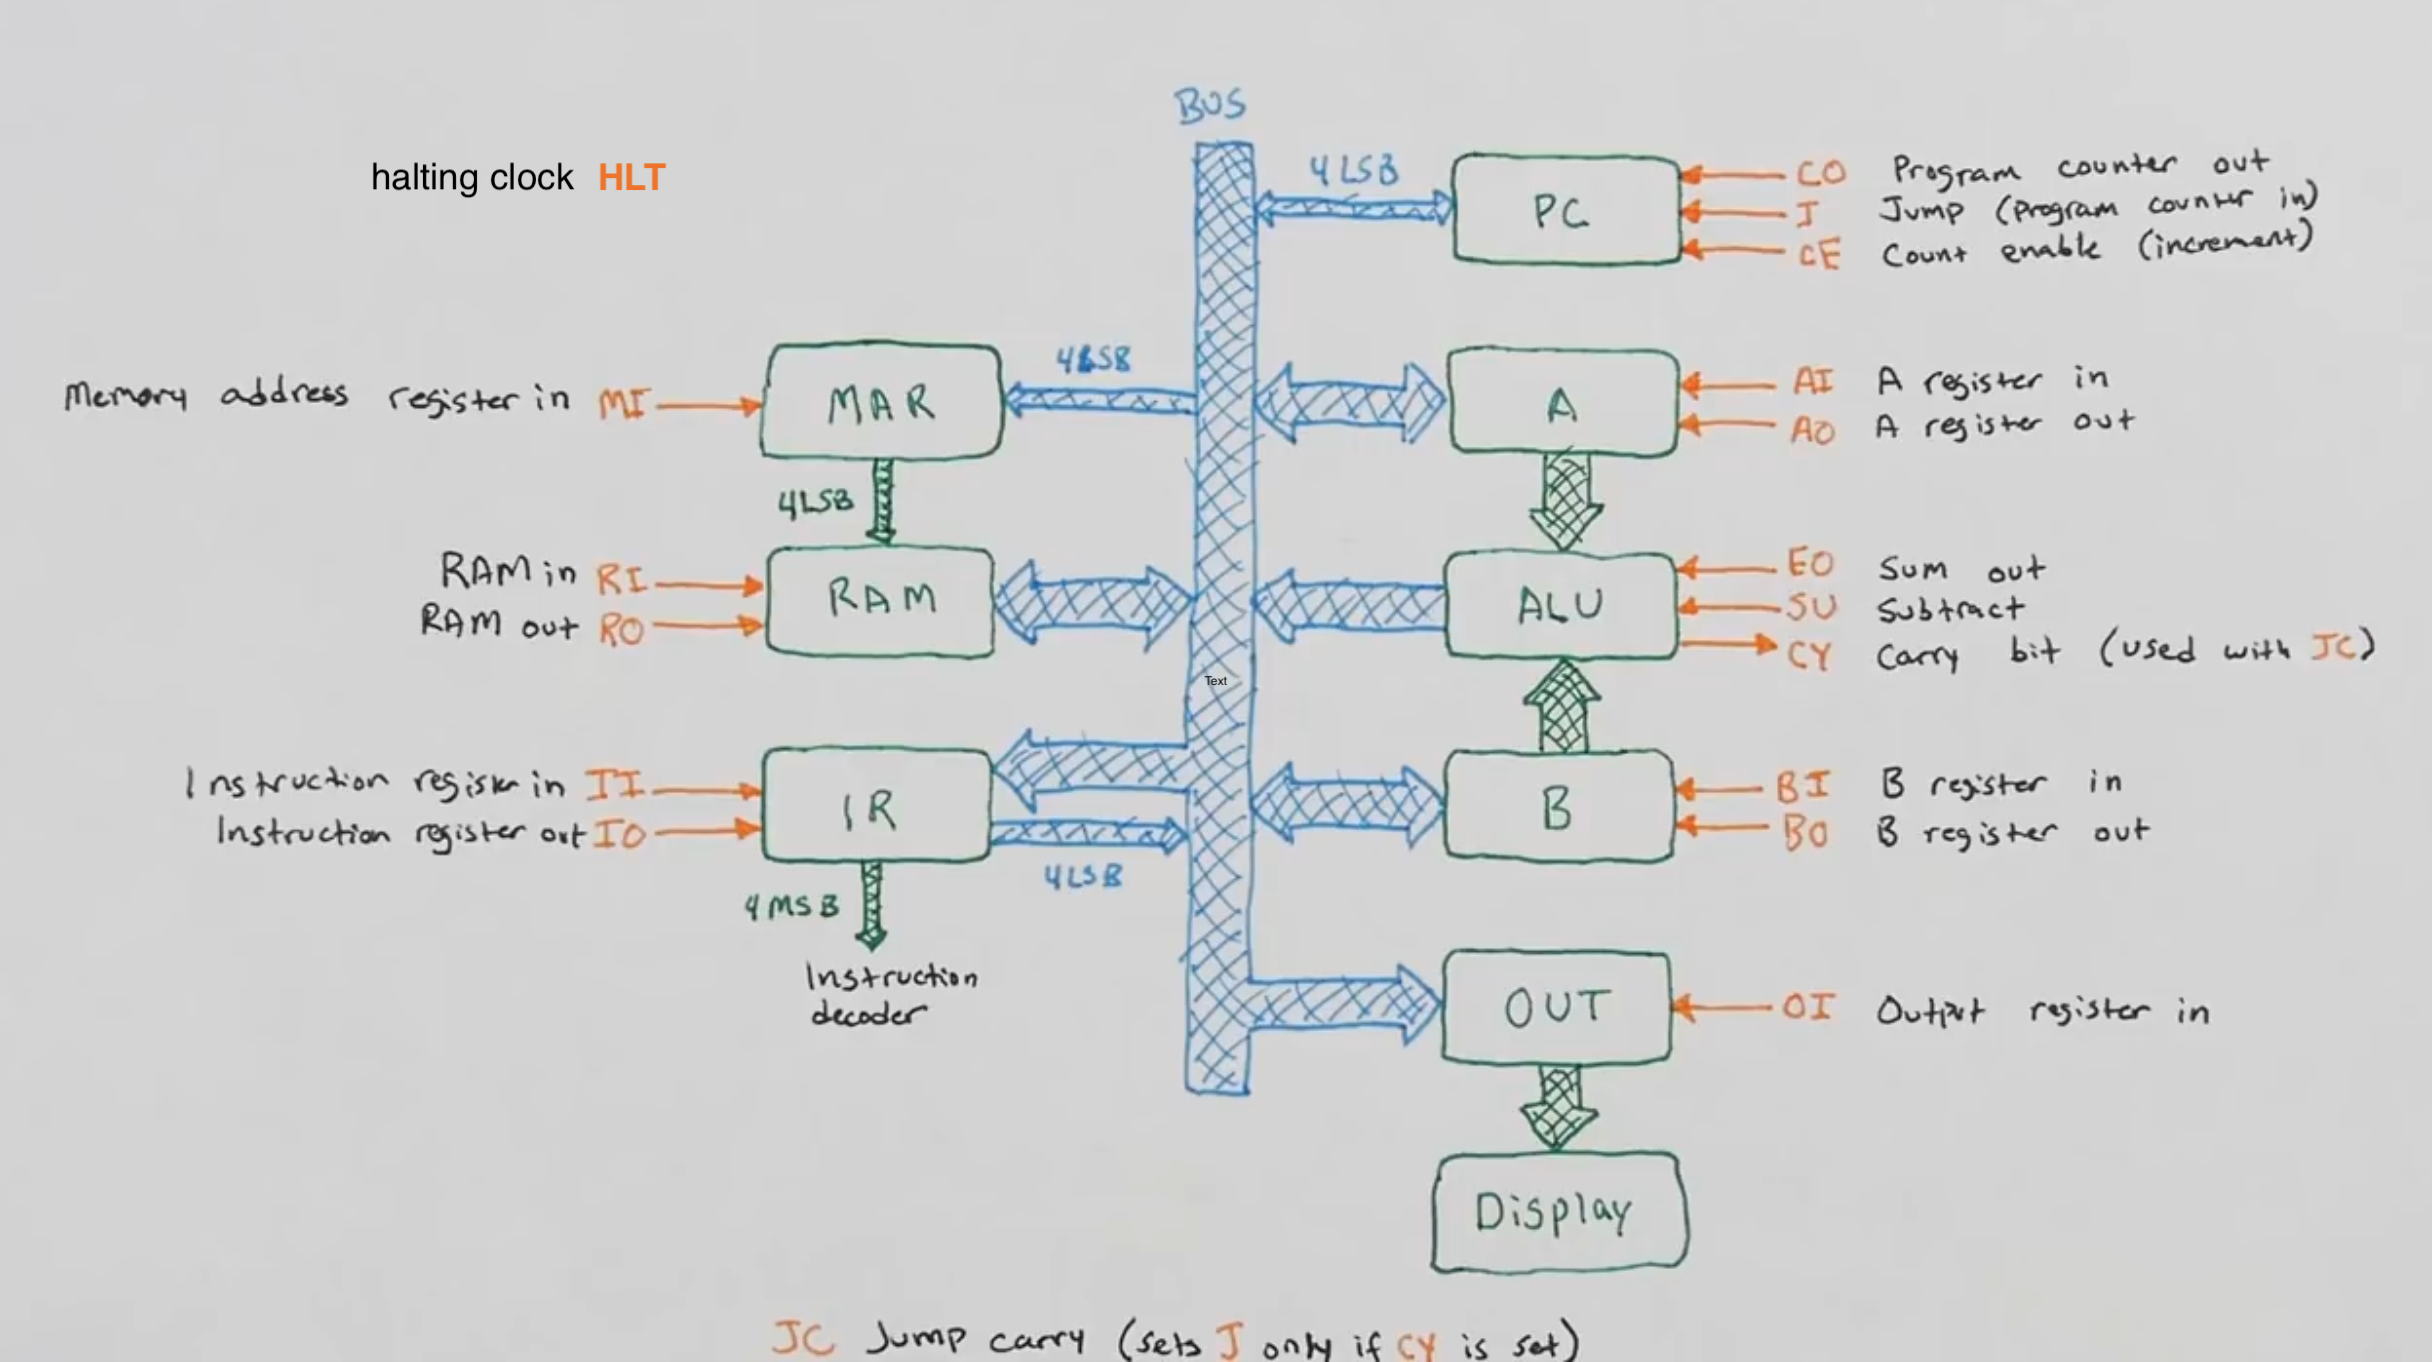 BUS
halting clock HLT
4LSB
PC
CO Program counter out
J Jump (Program counter in)
CE Count enable (increment)
Memory address register in MI
MAR
4LSB
A
AI A register in
AO A register out
4LSB
RAM in RI
RAM out RO
RAM
ALU
EO Sum out
SU Subtract
CY Carry bit (used with JC)
Text
Instruction register in II
Instruction register out IO
IR
4LSB
B
BI B register in
BO B register out
4MSB
Instruction
decoder
OUT
OI Output register in
Display
JC Jump carry (sets J only if CY is set)